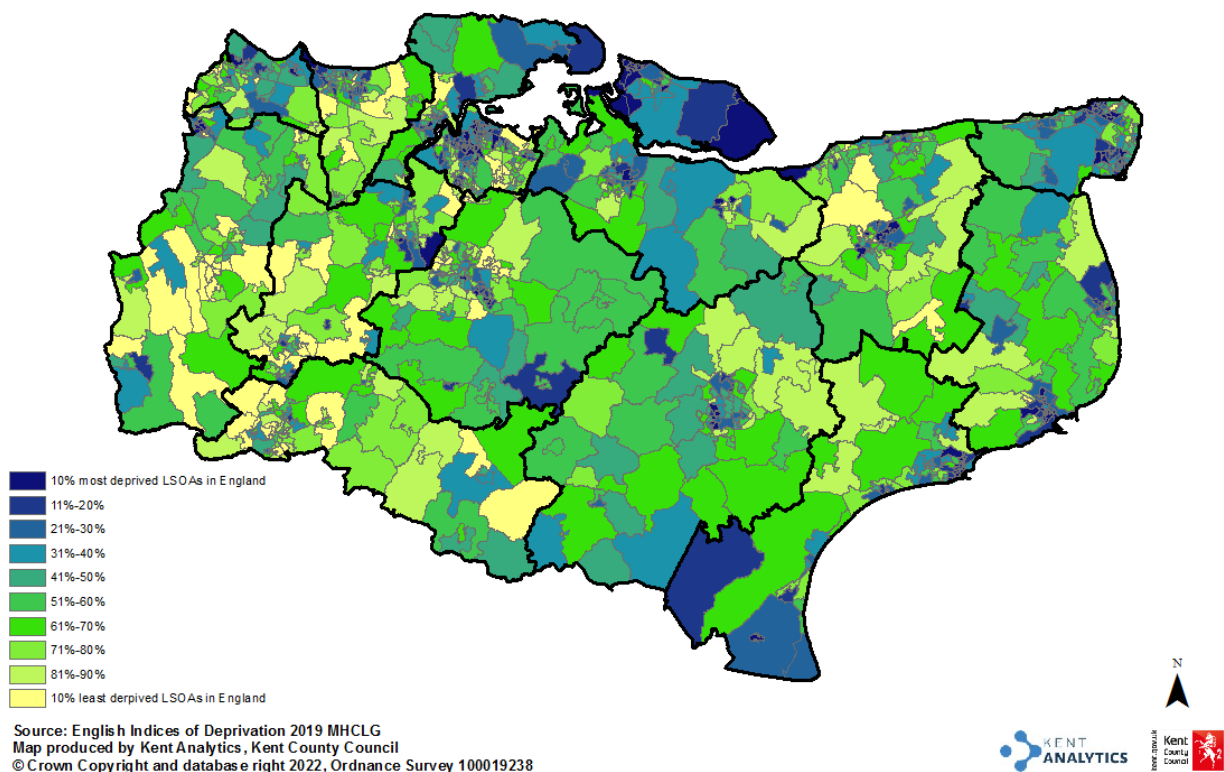 10% most deprived LSOAs in England
11%-20%
21%-30%
31%-40%
41%-50%
51%-60%
61%-70%
71%-80%
81%-90%
10% least derpived LSOAs in England
Source: English Indices of Deprivation 2019 MHCLG
Map produced by Kent Analytics, Kent County Council
© Crown Copyright and database right 2022, Ordnance Survey 100019238
N
KENT
ANALYTICS
kent.gov.uk
Kent
County
Council